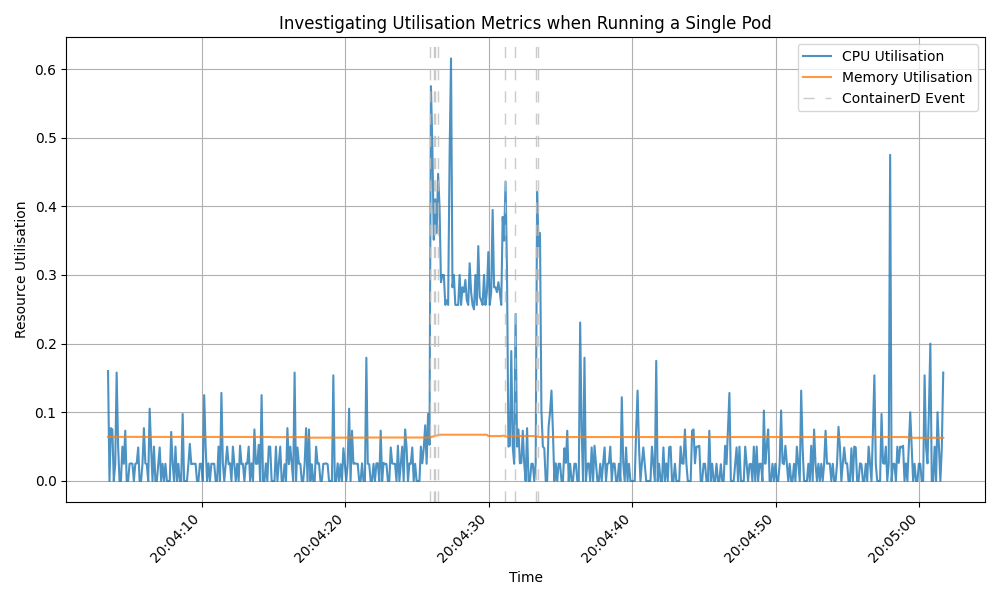 Investigating Utilisation Metrics when Running a Single Pod
CPU Utilisation
Memory Utilisation
ContainerD Event
Resource Utilisation
0.6
0.5
0.4
0.3
0.2
0.1
0.0
20:04:10
20:04:20
20:04:30
20:04:40
20:04:50
20:05:00
Time